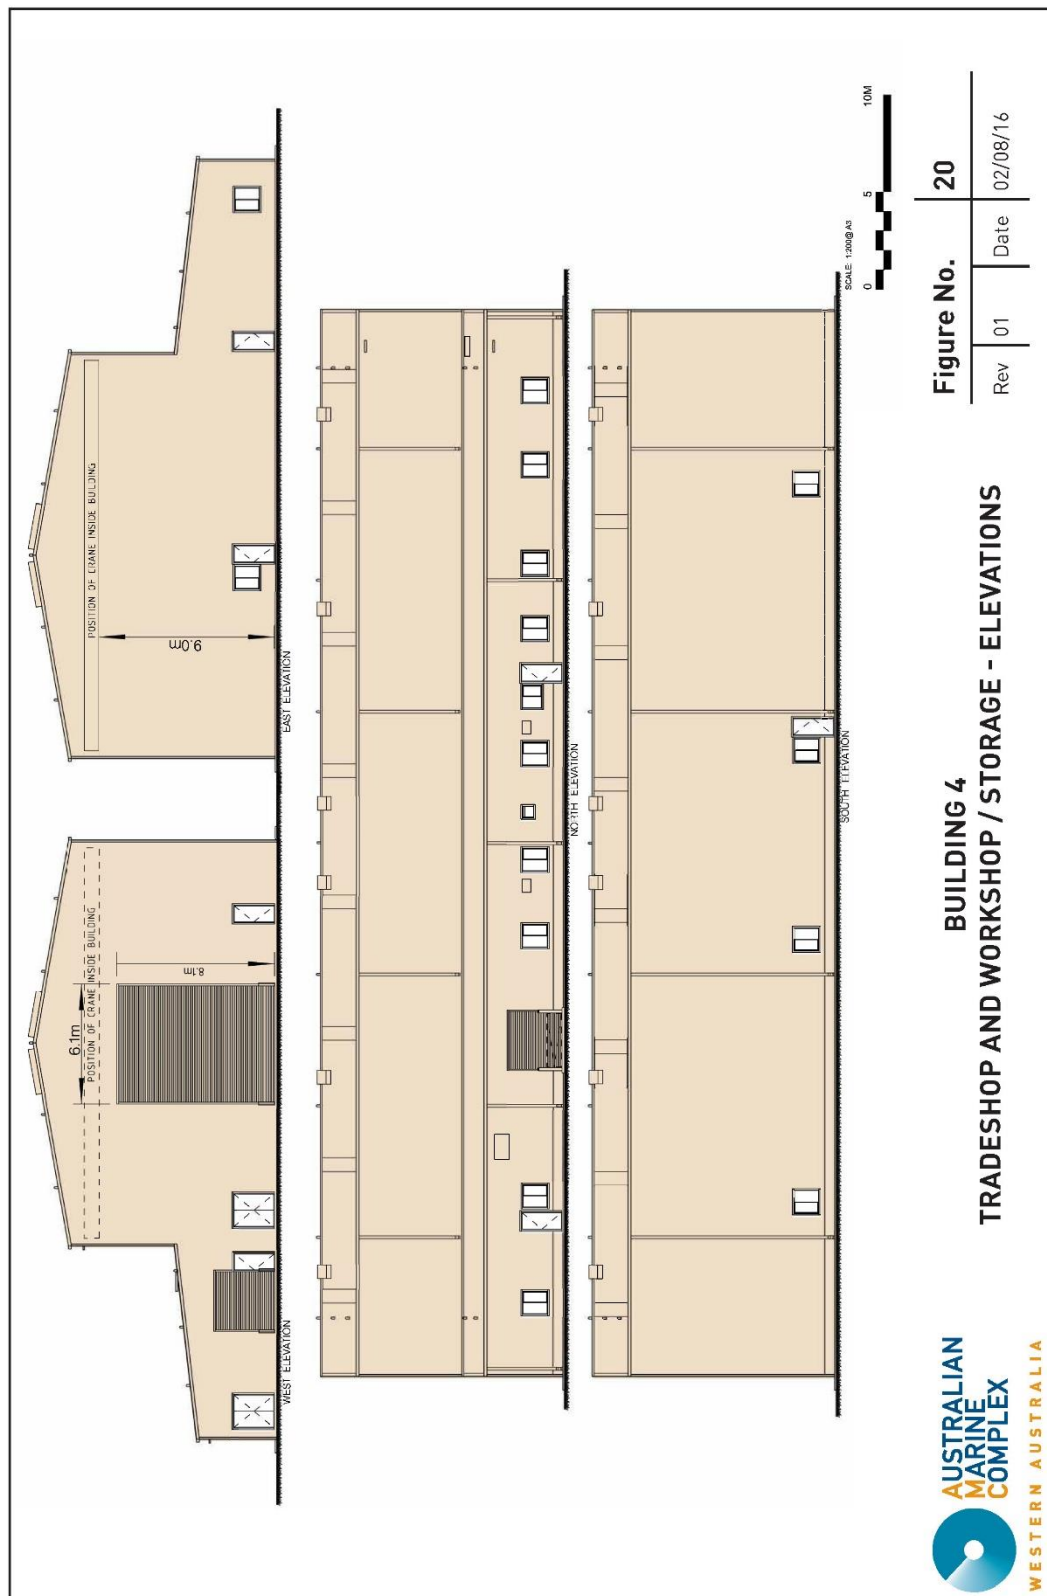 POSITION OF CRANE INSIDE BUILDING
6.1m
8.1m
WEST ELEVATION
POSITION OF CRANE INSIDE BUILDING
9.0m
EAST ELEVATION
NORTH ELEVATION
SOUTH ELEVATION
SCALE: 1:200@ A3
0 5 10M
AUSTRALIAN
MARINE
COMPLEX
WESTERN AUSTRALIA
BUILDING 4
TRADESHOP AND WORKSHOP / STORAGE - ELEVATIONS
Figure No. 20
Rev 01 Date 02/08/16